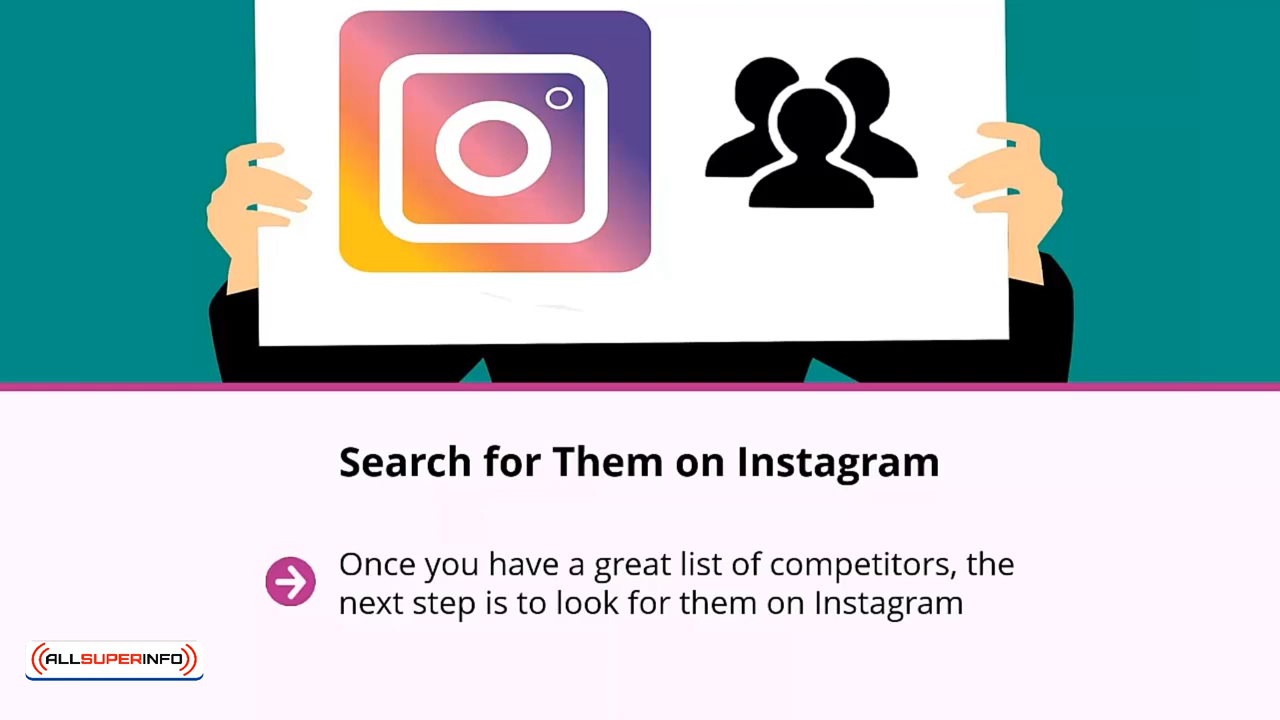 Search for Them on Instagram
Once you have a great list of competitors, the
next step is to look for them on Instagram
ALLSUPERINFO